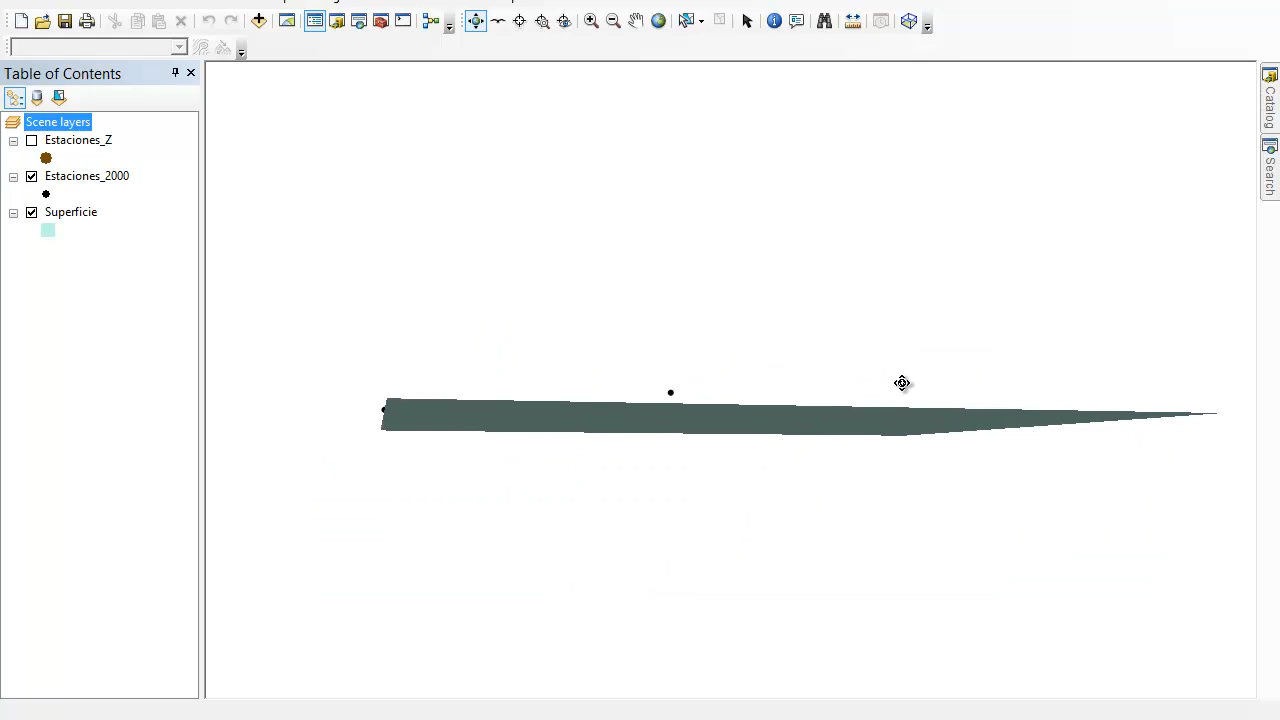 Table of Contents
Scene layers
Estaciones_Z
Estaciones_2000
Superficie
Catalog
Search